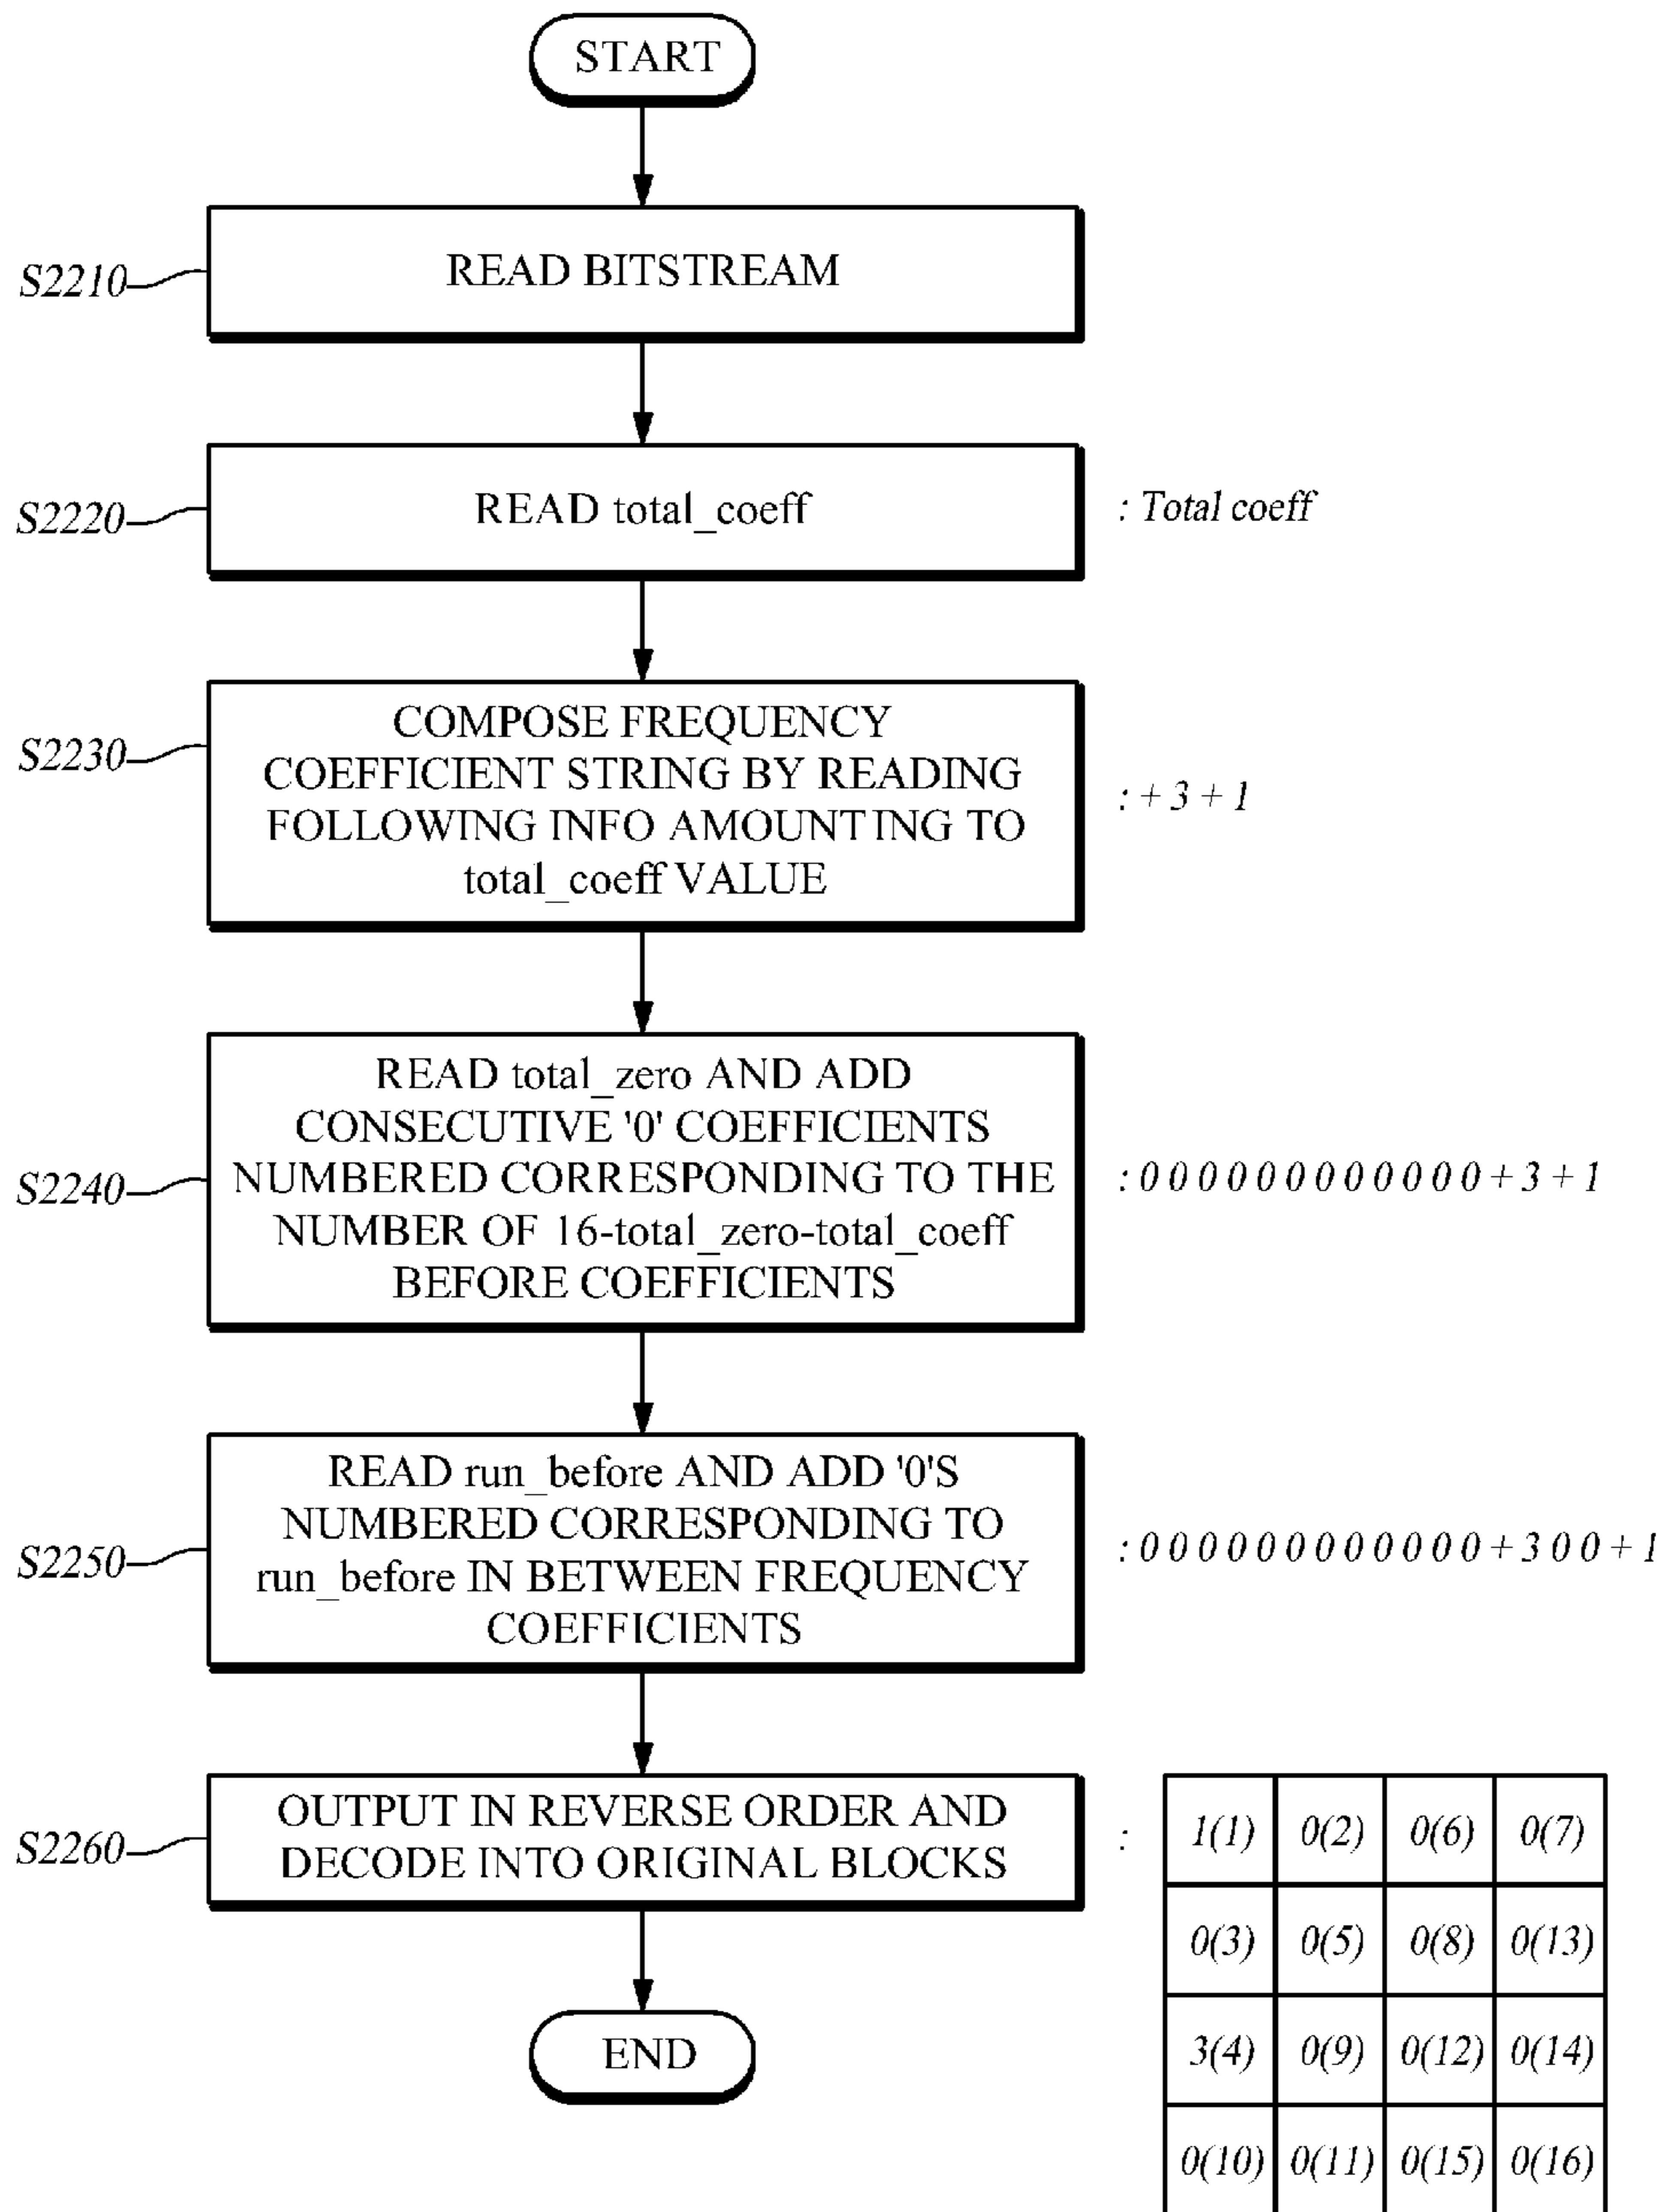 START
S2210
READ BITSTREAM
S2220
READ total_coeff
: Total coeff
S2230
COMPOSE FREQUENCY
COEFFICIENT STRING BY READING
FOLLOWING INFO AMOUNTING TO
total_coeff VALUE
: + 3 + 1
S2240
READ total_zero AND ADD
CONSECUTIVE '0' COEFFICIENTS
NUMBERED CORRESPONDING TO THE
NUMBER OF 16-total_zero-total_coeff
BEFORE COEFFICIENTS
: 0 0 0 0 0 0 0 0 0 0 0 0 + 3 + 1
S2250
READ run_before AND ADD '0'S
NUMBERED CORRESPONDING TO
run_before IN BETWEEN FREQUENCY
COEFFICIENTS
: 0 0 0 0 0 0 0 0 0 0 0 0 + 3 0 0 + 1
S2260
OUTPUT IN REVERSE ORDER AND
DECODE INTO ORIGINAL BLOCKS
:
1(1) 0(2) 0(6) 0(7)
0(3) 0(5) 0(8) 0(13)
3(4) 0(9) 0(12) 0(14)
0(10) 0(11) 0(15) 0(16)
END